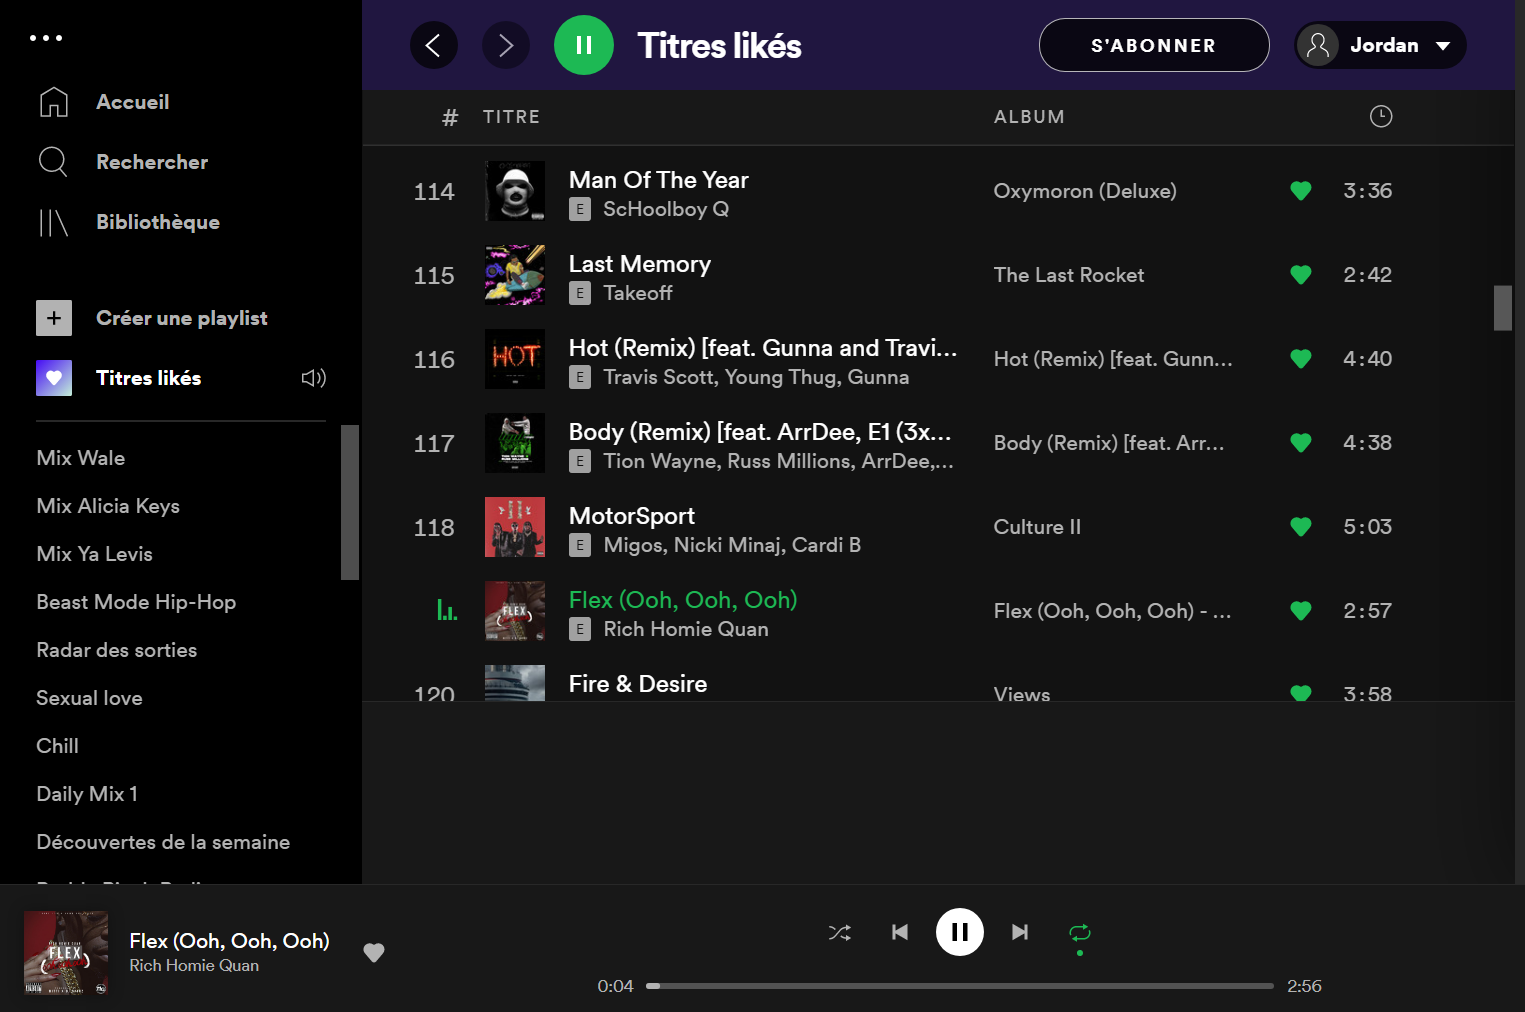 Accueil
Rechercher
Bibliothèque
Créer une playlist
Titres likés
Mix Wale
Mix Alicia Keys
Mix Ya Levis
Beast Mode Hip-Hop
Radar des sorties
Sexual love
Chill
Daily Mix 1
Découvertes de la semaine
Titres likés
S'ABONNER
Jordan
# TITRE ALBUM
114 Man Of The Year Oxymoron (Deluxe) 3:36
E ScHoolboy Q
115 Last Memory The Last Rocket 2:42
E Takeoff
HOT
116 Hot (Remix) [feat. Gunna and Travi... Hot (Remix) [feat. Gunn... 4:40
E Travis Scott, Young Thug, Gunna
117 Body (Remix) [feat. ArrDee, E1 (3x... Body (Remix) [feat. Arr... 4:38
E Tion Wayne, Russ Millions, ArrDee,...
118 MotorSport Culture II 5:03
E Migos, Nicki Minaj, Cardi B
FLEX
Flex (Ooh, Ooh, Ooh) Flex (Ooh, Ooh, Ooh) - ... 2:57
E Rich Homie Quan
120 Fire & Desire Views 3:58
FLEX
Flex (Ooh, Ooh, Ooh)
Rich Homie Quan
0:04 2:56